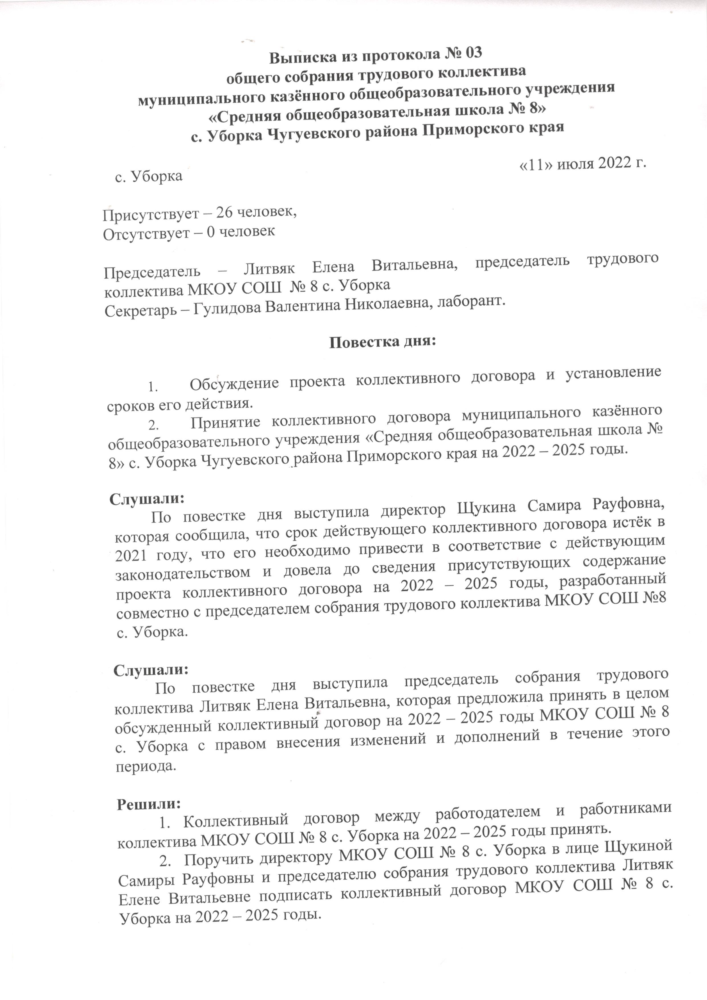 Выписка из протокола № 03
общего собрания трудового коллектива
муниципального казённого общеобразовательного учреждения
«Средняя общеобразовательная школа № 8»
с. Уборка Чугуевского района Приморского края
с. Уборка «11» июля 2022 г.
Присутствует – 26 человек,
Отсутствует – 0 человек
Председатель – Литвяк Елена Витальевна, председатель трудового
коллектива МКОУ СОШ № 8 с. Уборка
Секретарь – Гулидова Валентина Николаевна, лаборант.
Повестка дня:
1. Обсуждение проекта коллективного договора и установление
сроков его действия.
2. Принятие коллективного договора муниципального казённого
общеобразовательного учреждения «Средняя общеобразовательная школа №
8» с. Уборка Чугуевского района Приморского края на 2022 – 2025 годы.
Слушали:
По повестке дня выступила директор Щукина Самира Рауфовна,
которая сообщила, что срок действующего коллективного договора истёк в
2021 году, что его необходимо привести в соответствие с действующим
законодательством и довела до сведения присутствующих содержание
проекта коллективного договора на 2022 – 2025 годы, разработанный
совместно с председателем собрания трудового коллектива МКОУ СОШ №8
с. Уборка.
Слушали:
По повестке дня выступила председатель собрания трудового
коллектива Литвяк Елена Витальевна, которая предложила принять в целом
обсужденный коллективный договор на 2022 – 2025 годы МКОУ СОШ № 8
с. Уборка с правом внесения изменений и дополнений в течение этого
периода.
Решили:
1. Коллективный договор между работодателем и работниками
коллектива МКОУ СОШ № 8 с. Уборка на 2022 – 2025 годы принять.
2. Поручить директору МКОУ СОШ № 8 с. Уборка в лице Щукиной
Самиры Рауфовны и председателю собрания трудового коллектива Литвяк
Елене Витальевне подписать коллективный договор МКОУ СОШ № 8 с.
Уборка на 2022 – 2025 годы.